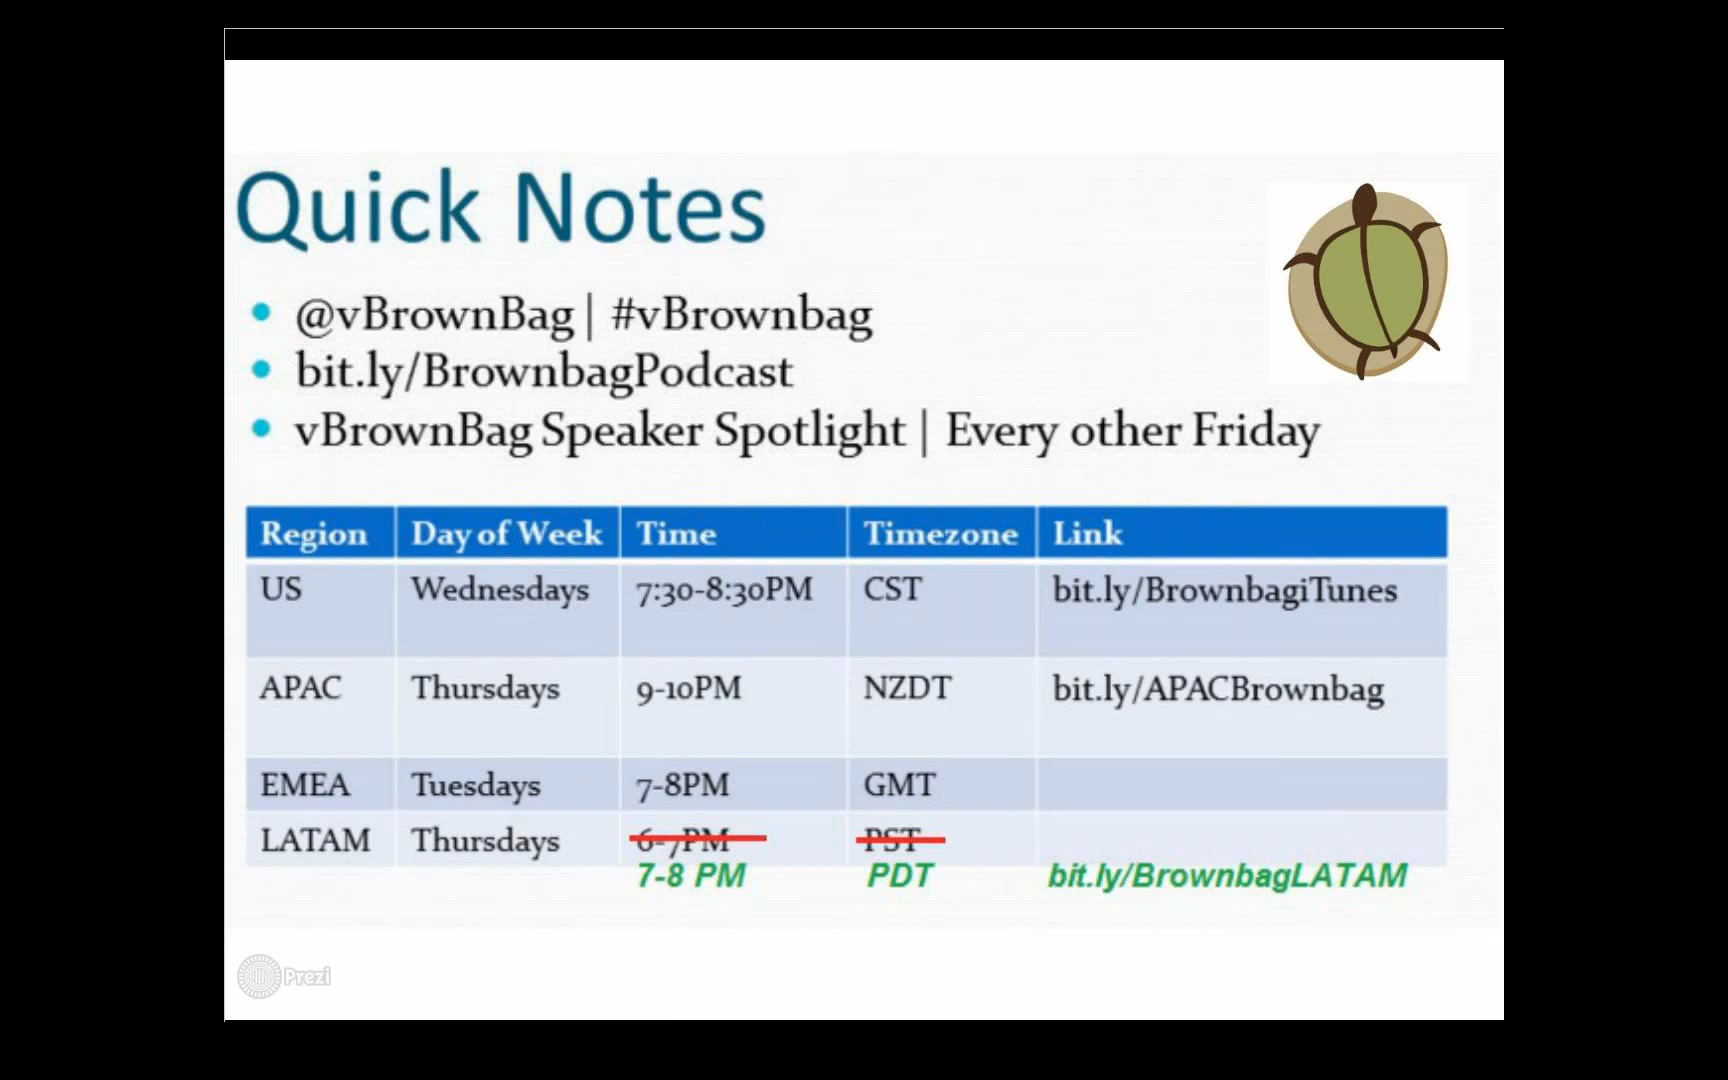 Quick Notes
@vBrownBag | #vBrownbag
bit.ly/BrownbagPodcast
vBrownBag Speaker Spotlight | Every other Friday
Region Day of Week Time Timezone Link
US Wednesdays 7:30-8:30PM CST bit.ly/BrownbagiTunes
APAC Thursdays 9-10PM NZDT bit.ly/APACBrownbag
EMEA Tuesdays 7-8PM GMT
LATAM Thursdays 6-7PM PST
7-8 PM PDT bit.ly/BrownbagLATAM
Prezi